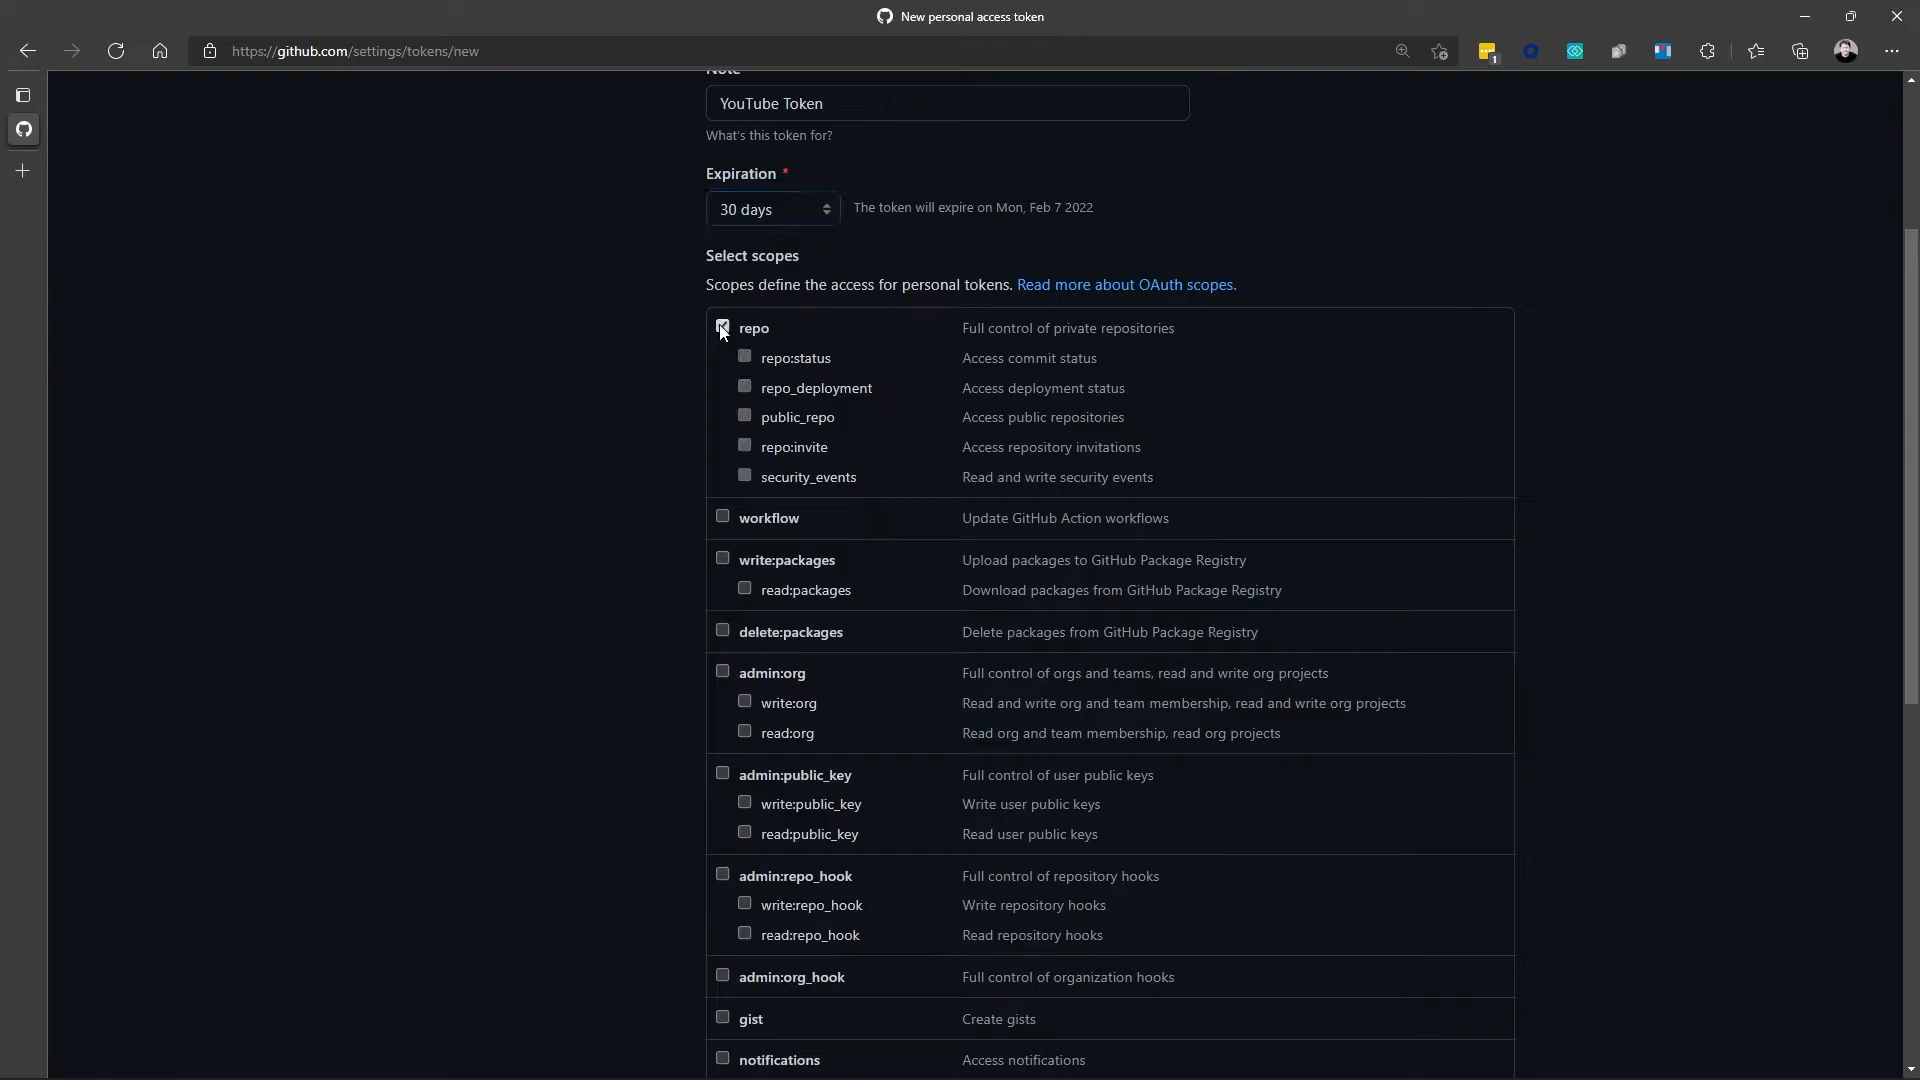 New personal access token
https://github.com/settings/tokens/new
1
Note
YouTube Token
What's this token for?
Expiration *
30 days
The token will expire on Mon, Feb 7 2022
Select scopes
Scopes define the access for personal tokens. Read more about OAuth scopes.
repo Full control of private repositories
repo:status Access commit status
repo_deployment Access deployment status
public_repo Access public repositories
repo:invite Access repository invitations
security_events Read and write security events
workflow Update GitHub Action workflows
write:packages Upload packages to GitHub Package Registry
read:packages Download packages from GitHub Package Registry
delete:packages Delete packages from GitHub Package Registry
admin:org Full control of orgs and teams, read and write org projects
write:org Read and write org and team membership, read and write org projects
read:org Read org and team membership, read org projects
admin:public_key Full control of user public keys
write:public_key Write user public keys
read:public_key Read user public keys
admin:repo_hook Full control of repository hooks
write:repo_hook Write repository hooks
read:repo_hook Read repository hooks
admin:org_hook Full control of organization hooks
gist Create gists
notifications Access notifications